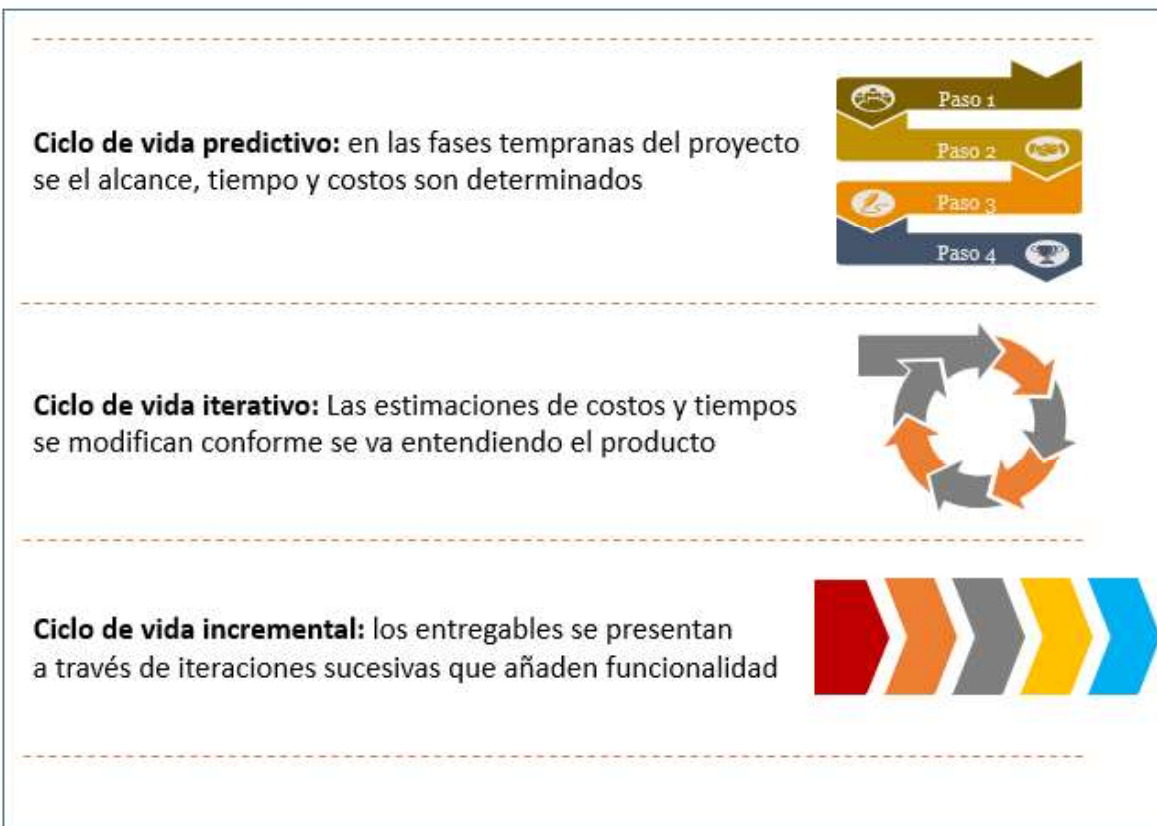 Ciclo de vida predictivo: en las fases tempranas del proyecto
se el alcance, tiempo y costos son determinados
Paso 1
Paso 2
Paso 3
Paso 4
Ciclo de vida iterativo: Las estimaciones de costos y tiempos
se modifican conforme se va entendiendo el producto
Ciclo de vida incremental: los entregables se presentan
a través de iteraciones sucesivas que añaden funcionalidad